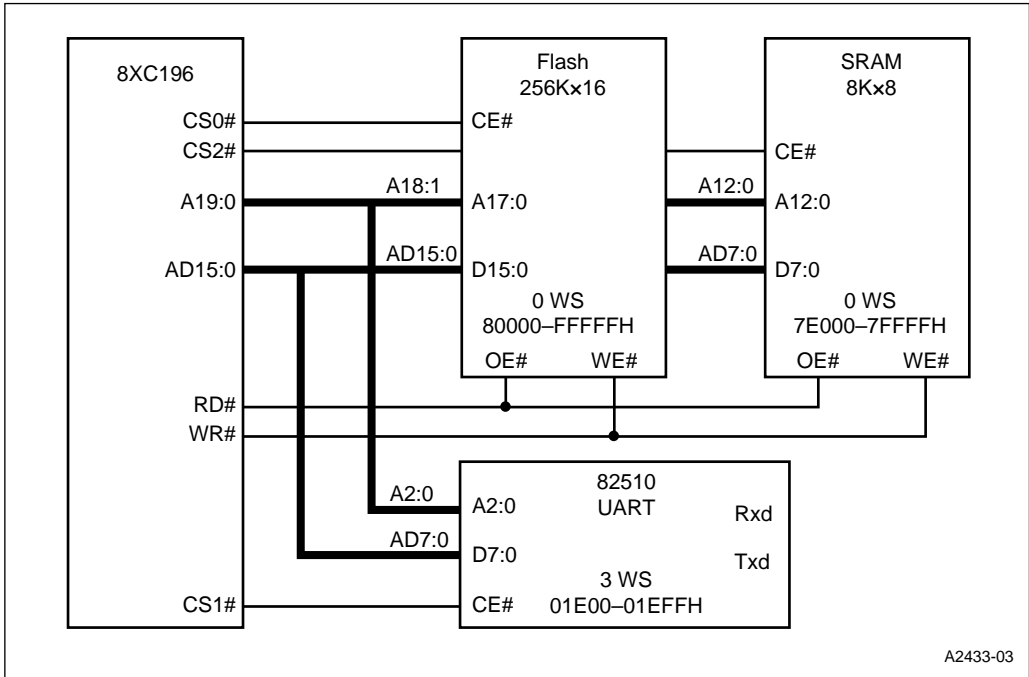 8XC196
CS0#
CS2#
A19:0
AD15:0
RD#
WR#
CS1#
Flash
256K×16
CE#
A18:1
A17:0
AD15:0
D15:0
0 WS
80000–FFFFFH
OE#
WE#
SRAM
8K×8
CE#
A12:0
A12:0
AD7:0
D7:0
0 WS
7E000–7FFFFH
OE#
WE#
82510
UART
A2:0
A2:0
Rxd
AD7:0
D7:0
Txd
3 WS
CE#
01E00–01EFFH
A2433-03